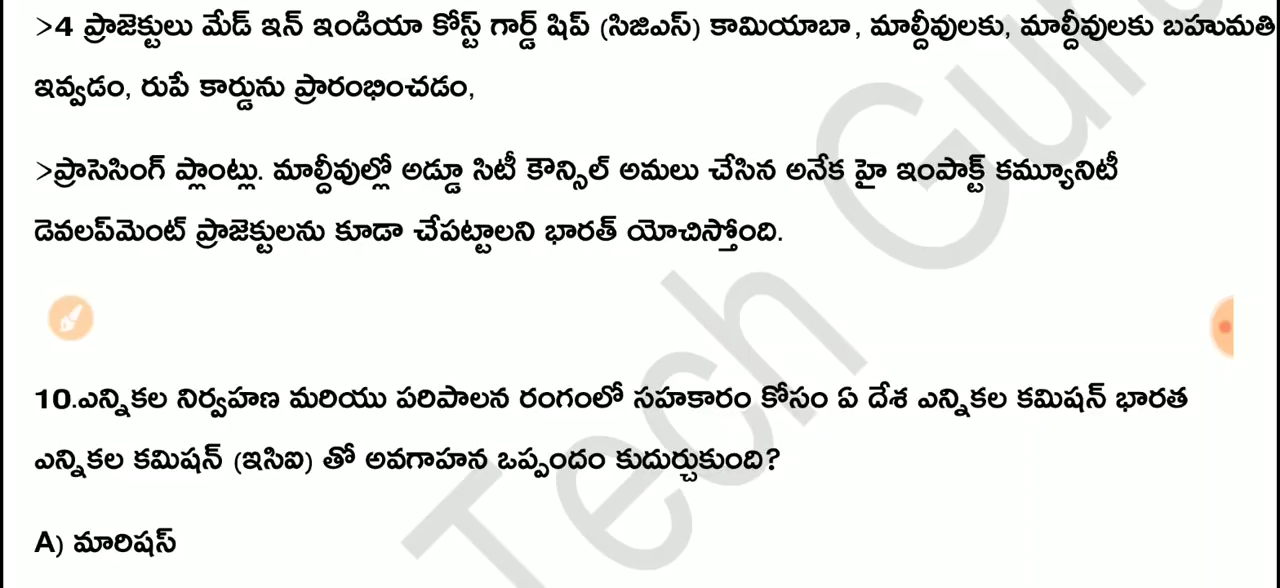 >4 ప్రాజెక్టులు మేడ్ ఇన్ ఇండియా కోస్ట్ గార్డ్ షిప్ (సిజిఎస్) కామియాబా, మాల్దీవులకు, మాల్దీవులకు బహుమతి
ఇవ్వడం, రుపే కార్డును ప్రారంభించడం,
>ప్రాసెసింగ్ ప్లాంట్లు. మాల్దీవుల్లో అడ్డూ సిటీ కౌన్సిల్ అమలు చేసిన అనేక హై ఇంపాక్ట్ కమ్యూనిటీ
డెవలప్‌మెంట్ ప్రాజెక్టులను కూడా చేపట్టాలని భారత్ యోచిస్తోంది.
10.ఎన్నికల నిర్వహణ మరియు పరిపాలన రంగంలో సహకారం కోసం ఏ దేశ ఎన్నికల కమిషన్ భారత
ఎన్నికల కమిషన్ (ఇసిఐ) తో అవగాహన ఒప్పందం కుదుర్చుకుంది?
A) మారిషస్
Tech Guru